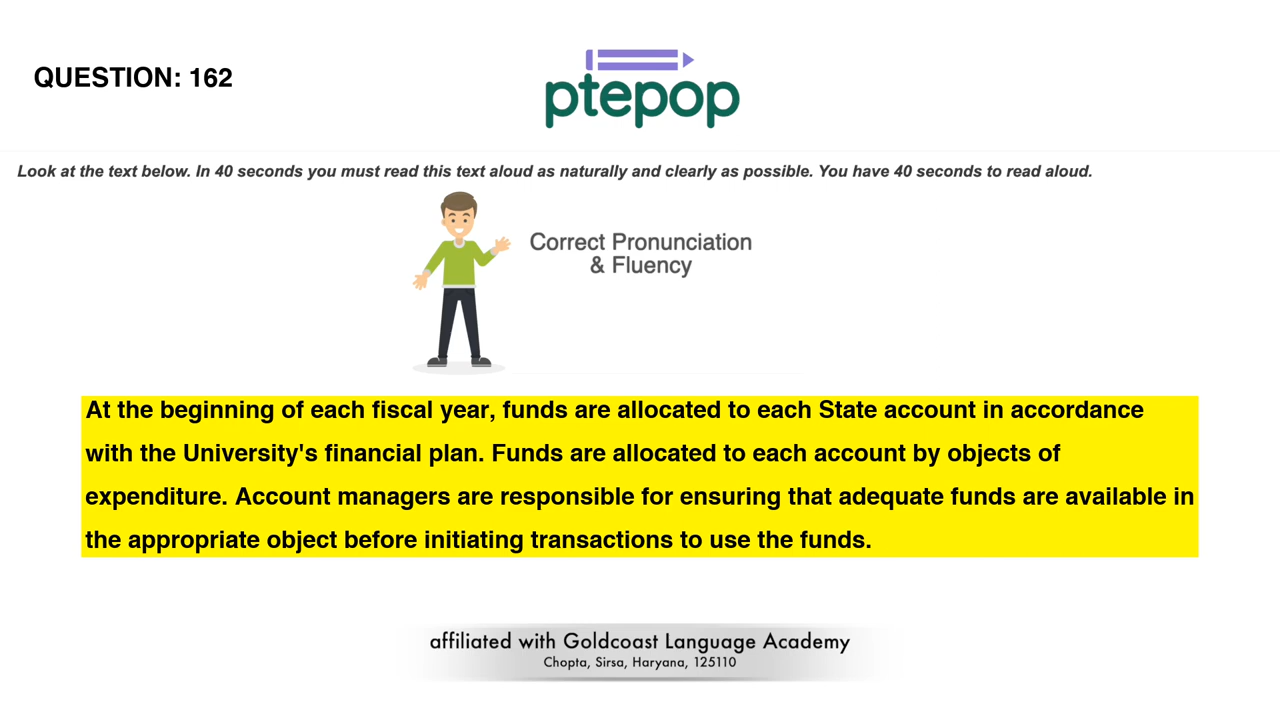 QUESTION: 162
ptepop
Look at the text below. In 40 seconds you must read this text aloud as naturally and clearly as possible. You have 40 seconds to read aloud.
Correct Pronunciation
& Fluency
At the beginning of each fiscal year, funds are allocated to each State account in accordance
with the University's financial plan. Funds are allocated to each account by objects of
expenditure. Account managers are responsible for ensuring that adequate funds are available in
the appropriate object before initiating transactions to use the funds.
affiliated with Goldcoast Language Academy
Chopta, Sirsa, Haryana, 125110